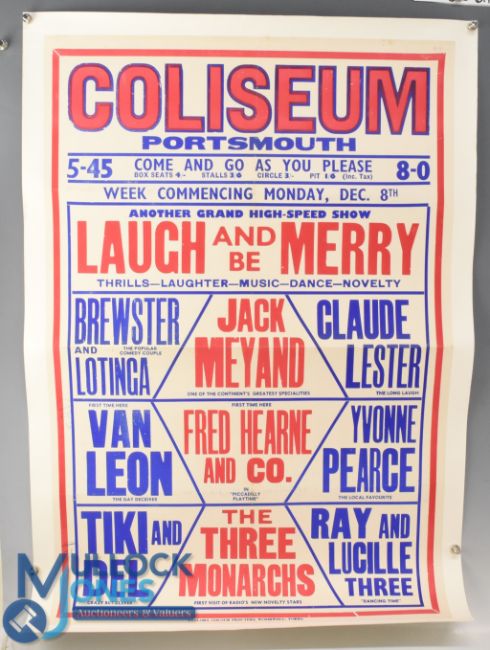 COLISEUM
PORTSMOUTH
5-45 COME AND GO AS YOU PLEASE 8-0
BOX SEATS 4/- STALLS 3/6 CIRCLE 3/- PIT 1/6 (Inc. Tax)
WEEK COMMENCING MONDAY, DEC. 8TH
ANOTHER GRAND HIGH-SPEED SHOW
LAUGH AND BE MERRY
THRILLS—LAUGHTER—MUSIC—DANCE—NOVELTY
BREWSTER
THE POPULAR
COMEDY COUPLE
AND
LOTINGA
JACK
MEYAND
ONE OF THE CONTINENT'S GREATEST SPECIALITIES
CLAUDE
LESTER
THE LONG LAUGH
FIRST TIME HERE
VAN
LEON
THE GAY DECEIVER
FIRST TIME HERE
FRED HEARNE
AND CO.
IN
"PICCADILLY
PLAYTIME"
YVONNE
PEARCE
THE LOCAL FAVOURITE
TIKI AND
DEL
THE
THREE
MONARCHS
FIRST VISIT OF RADIO'S NEW NOVELTY STARS
RAY AND
LUCILLE
THREE
"DANCING TIME"
MULLOCK
JONES
Auctioneers & Valuers